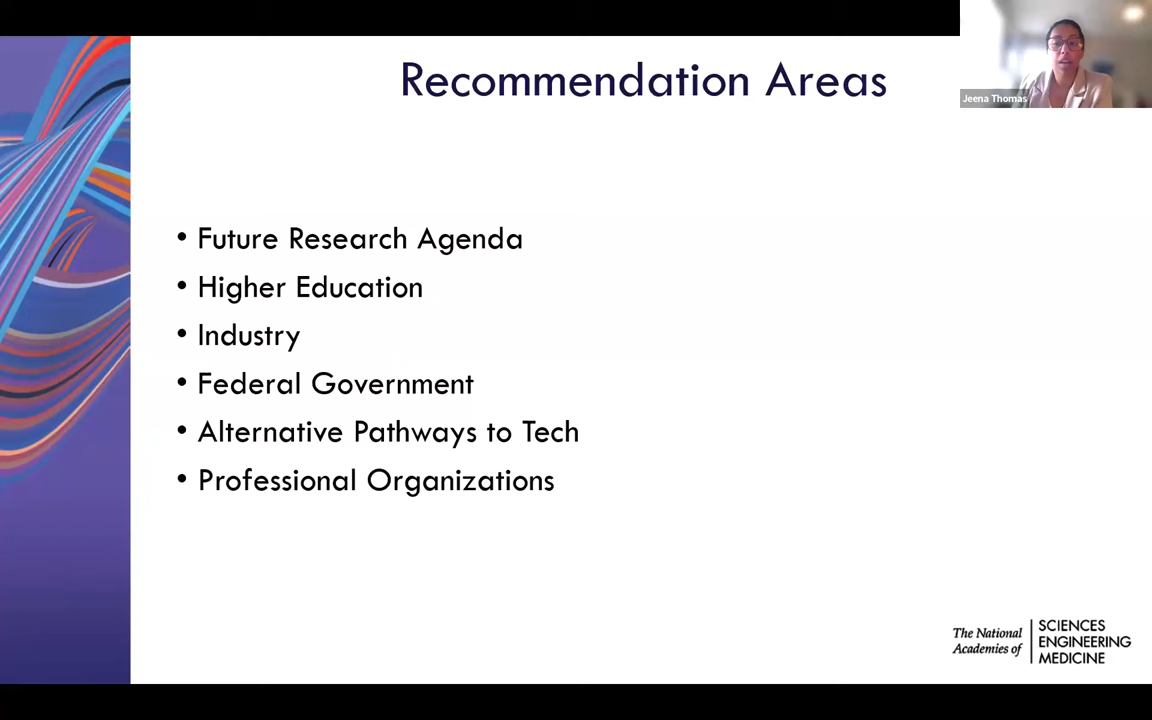 Recommendation Areas
Jeena Thomas
• Future Research Agenda
• Higher Education
• Industry
• Federal Government
• Alternative Pathways to Tech
• Professional Organizations
The National
Academies of
SCIENCES
ENGINEERING
MEDICINE